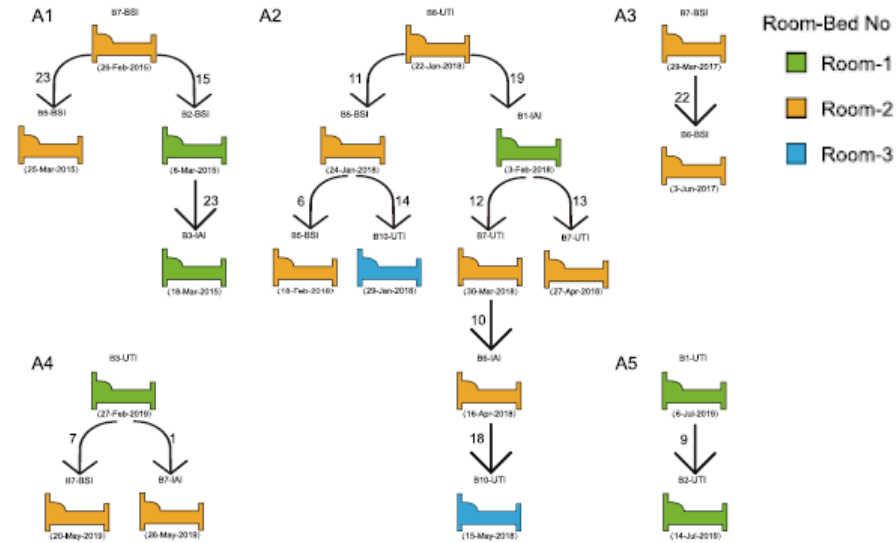 A1
B7-BSI
(26-Feb-2015)
23
15
B5-BSI
B2-BSI
(25-Mar-2015)
(6-Mar-2015)
23
B3-IAI
(18-Mar-2015)
A2
B6-UTI
(22-Jan-2018)
11
19
B5-BSI
B1-IAI
(24-Jan-2018)
(3-Feb-2018)
6
14
12
13
B5-BSI
B10-UTI
B7-UTI
B7-UTI
(16-Feb-2018)
(29-Jan-2018)
(30-Mar-2018)
(27-Apr-2018)
10
B6-IAI
(16-Apr-2018)
18
B10-UTI
(15-May-2018)
A3
B7-BSI
(29-Mar-2017)
22
B6-BSI
(3-Jun-2017)
Room-Bed No
Room-1
Room-2
Room-3
A4
B3-UTI
(27-Feb-2019)
7
1
B7-BSI
B7-IAI
(20-May-2019)
(26-May-2019)
A5
B1-UTI
(6-Jul-2019)
9
B2-UTI
(14-Jul-2019)